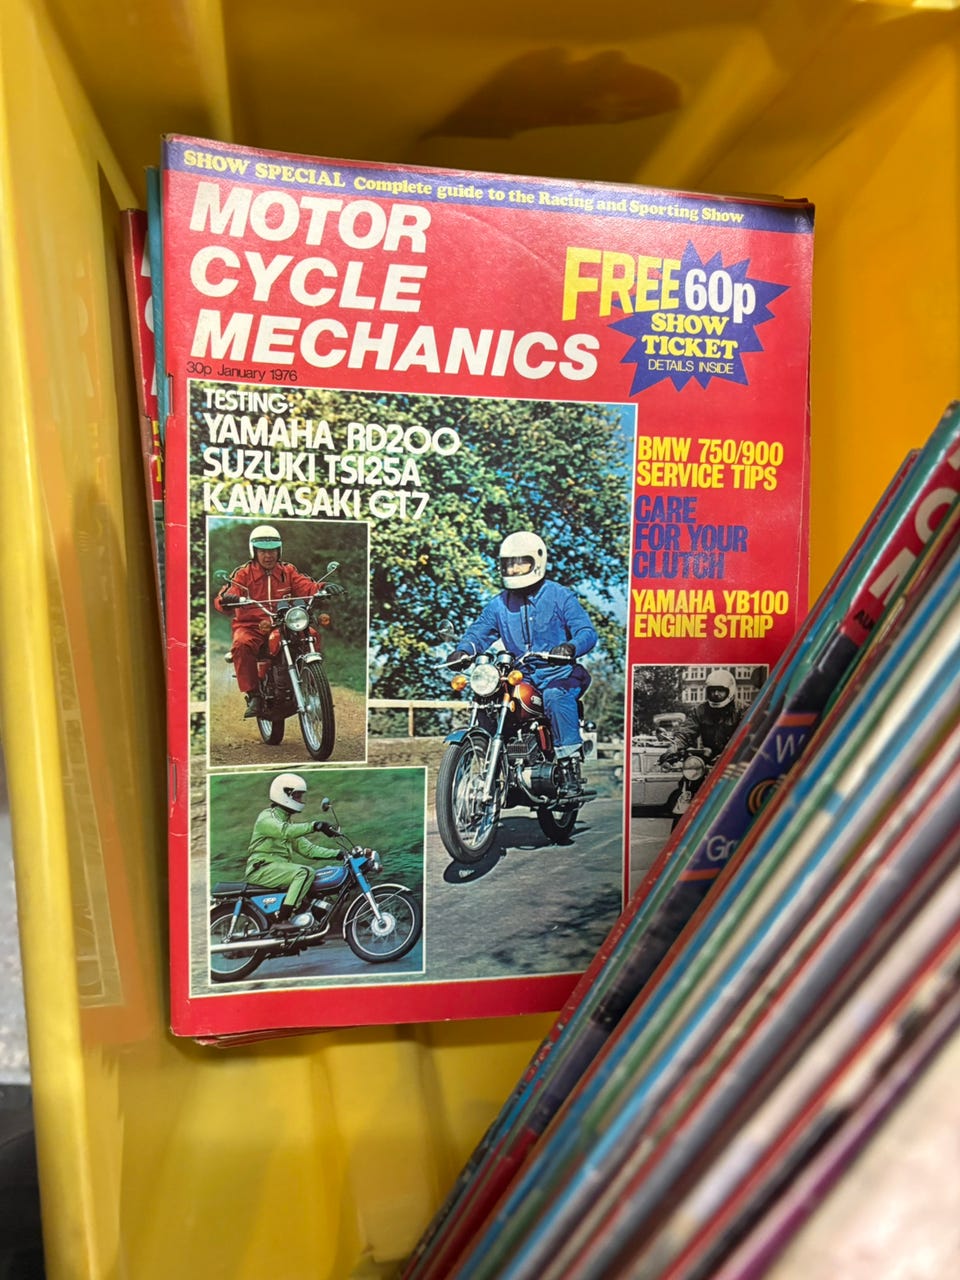 SHOW SPECIAL Complete guide to the Racing and Sporting Show
MOTOR
CYCLE
MECHANICS
30p January 1976
FREE 60p
SHOW
TICKET
DETAILS INSIDE
TESTING:
YAMAHA RD200
SUZUKI TS125A
KAWASAKI GT7
BMW 750/900
SERVICE TIPS
CARE
FOR YOUR
CLUTCH
YAMAHA YB100
ENGINE STRIP